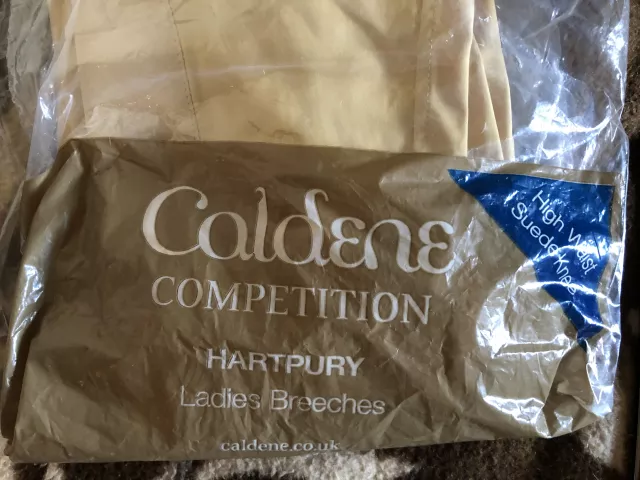 Caldene
COMPETITION
HARTPURY
Ladies Breeches
caldene.co.uk
High Waist
Suede Knee